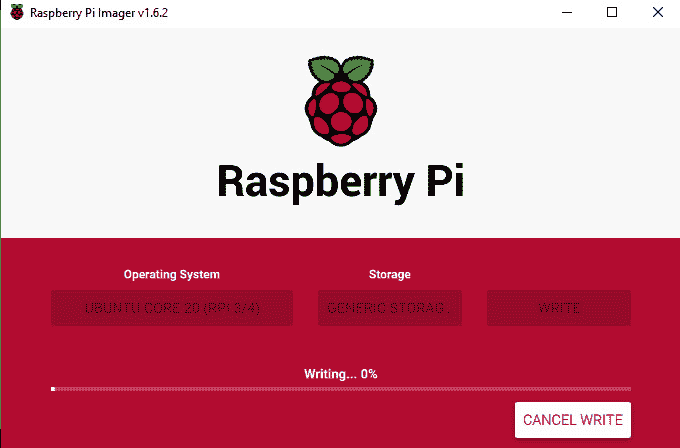 Raspberry Pi Imager v1.6.2
Raspberry Pi
Operating System
Storage
UBUNTU CORE 20 (RPI 3/4)
GENERIC STORAG...
WRITE
Writing... 0%
CANCEL WRITE